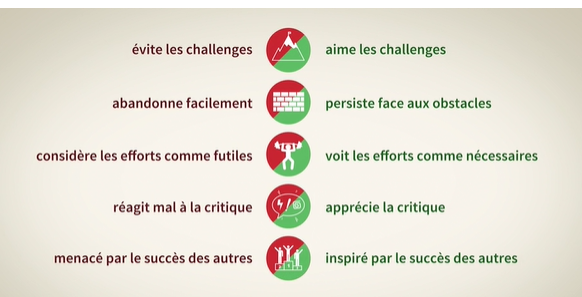 évite les challenges
aime les challenges
abandonne facilement
persiste face aux obstacles
considère les efforts comme futiles
voit les efforts comme nécessaires
réagit mal à la critique
apprécie la critique
menacé par le succès des autres
inspiré par le succès des autres